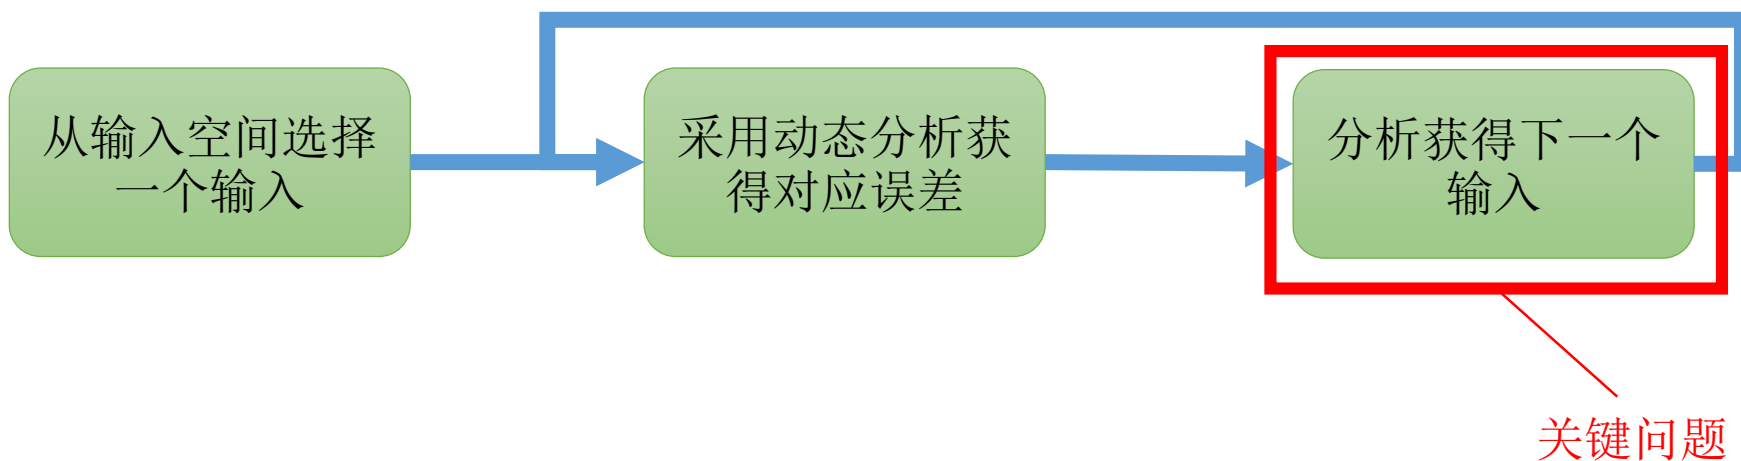 从输入空间选择
一个输入
采用动态分析获
得对应误差
分析获得下一个
输入
关键问题